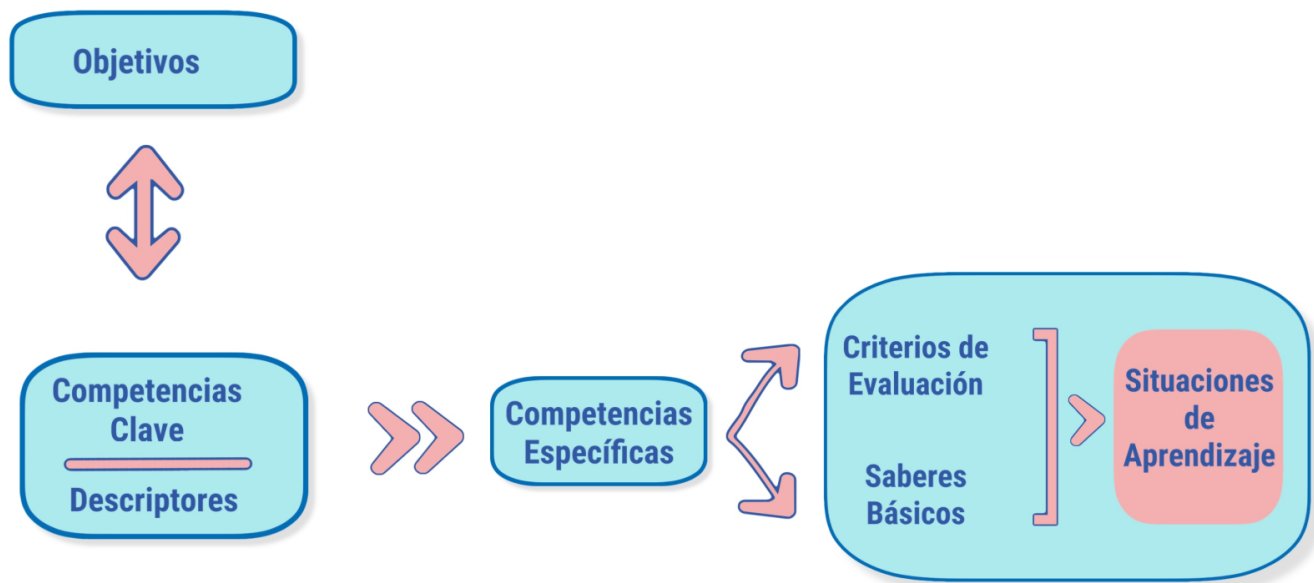 Objetivos
Competencias
Clave
Descriptores
Competencias
Específicas
Criterios de
Evaluación
Saberes
Básicos
Situaciones
de
Aprendizaje